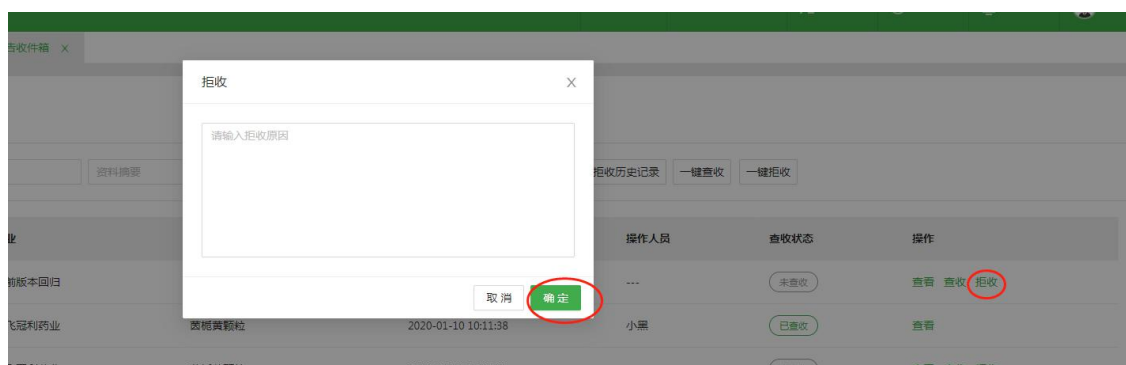 查收件箱 X
拒收 X
请输入拒收原因
资料摘要
拒收历史记录 一键查收 一键拒收
业 操作人员 查收状态 操作
前版本回归 --- 未查收 查看 查收 拒收
取消 确定
飞冠利药业 茵栀黄颗粒 2020-01-10 10:11:38 小黑 已查收 查看